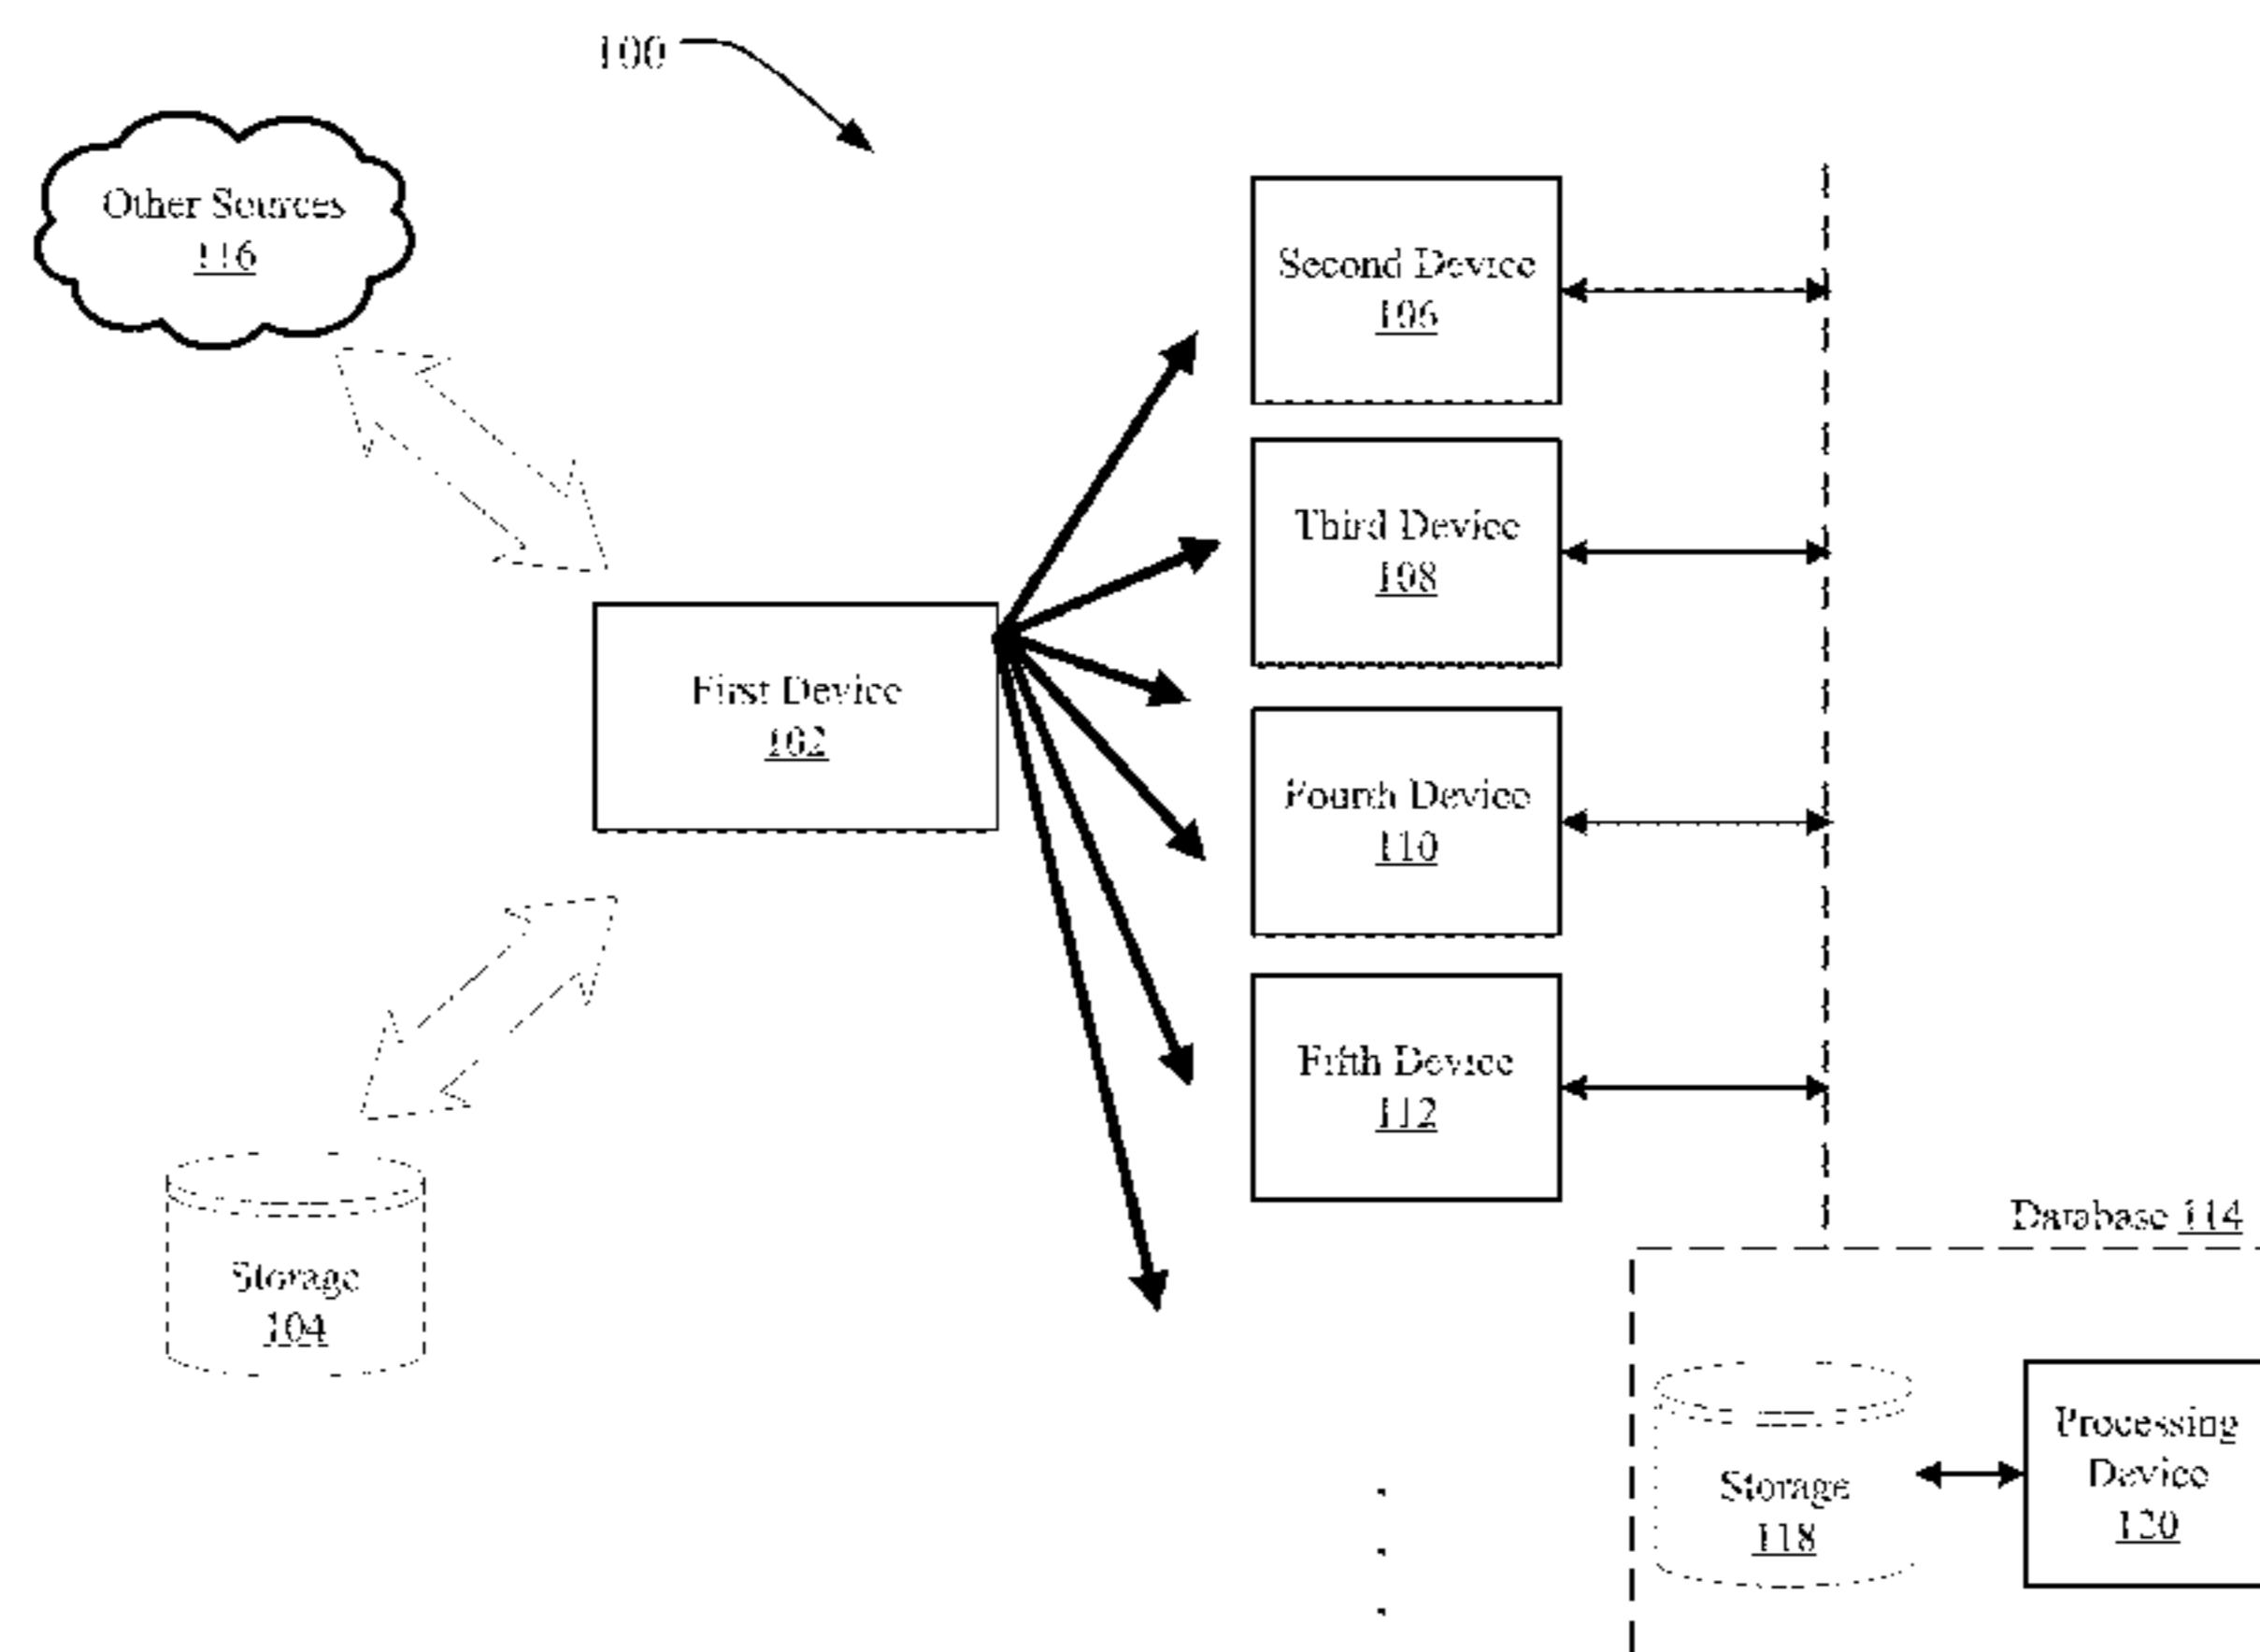 100
Other Sources
116
Second Device
106
Third Device
108
First Device
102
Fourth Device
110
Fifth Device
112
Database 114
Storage
104
Storage
118
Processing
Device
120